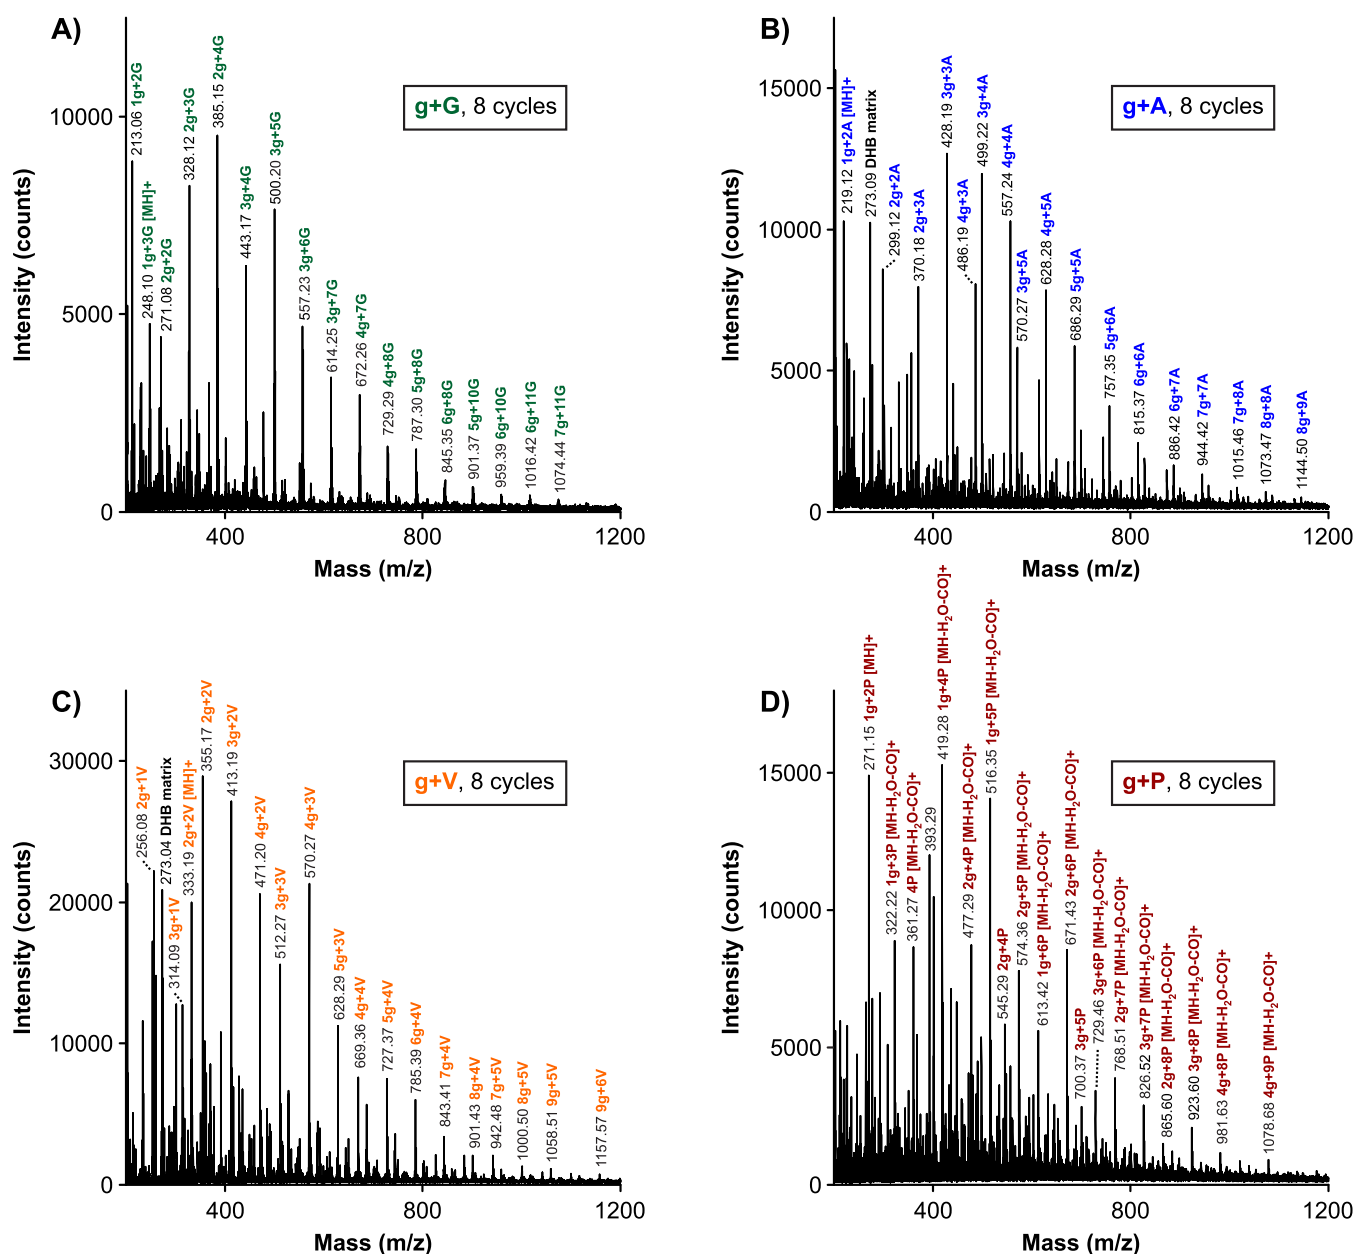 A)
g+G, 8 cycles
213.06 1g+2G
248.10 1g+3G [MH]+
271.08 2g+2G
328.12 2g+3G
385.15 2g+4G
443.17 3g+4G
500.20 3g+5G
557.23 3g+6G
614.25 3g+7G
672.26 4g+7G
729.29 4g+8G
787.30 5g+8G
845.35 6g+8G
901.37 5g+10G
959.39 6g+10G
1016.42 6g+11G
1074.44 7g+11G
Intensity (counts)
10000
5000
0
400
800
1200
Mass (m/z)
B)
g+A, 8 cycles
219.12 1g+2A [MH]+
273.09 DHB matrix
299.12 2g+2A
370.18 2g+3A
428.19 3g+3A
486.19 4g+3A
499.22 3g+4A
557.24 4g+4A
570.27 3g+5A
628.28 4g+5A
686.29 5g+5A
757.35 5g+6A
815.37 6g+6A
886.42 6g+7A
944.42 7g+7A
1015.46 7g+8A
1073.47 8g+8A
1144.50 8g+9A
Intensity (counts)
15000
10000
5000
0
400
800
1200
Mass (m/z)
C)
g+V, 8 cycles
256.08 2g+1V
273.04 DHB matrix
314.09 3g+1V
333.19 2g+2V [MH]+
355.17 2g+2V
413.19 3g+2V
471.20 4g+2V
512.27 3g+3V
570.27 4g+3V
628.29 5g+3V
669.36 4g+4V
727.37 5g+4V
785.39 6g+4V
843.41 7g+4V
901.43 8g+4V
942.48 7g+5V
1000.50 8g+5V
1058.51 9g+5V
1157.57 9g+6V
Intensity (counts)
30000
20000
10000
0
400
800
1200
Mass (m/z)
D)
g+P, 8 cycles
271.15 1g+2P [MH]+
322.22 1g+3P [MH-H2O-CO]+
361.27 4P [MH-H2O-CO]+
393.29
419.28 1g+4P [MH-H2O-CO]+
477.29 2g+4P [MH-H2O-CO]+
516.35 1g+5P [MH-H2O-CO]+
545.29 2g+4P
574.36 2g+5P [MH-H2O-CO]+
613.42 1g+6P [MH-H2O-CO]+
671.43 2g+6P [MH-H2O-CO]+
700.37 3g+5P
729.46 3g+6P [MH-H2O-CO]+
768.51 2g+7P [MH-H2O-CO]+
826.52 3g+7P [MH-H2O-CO]+
865.60 2g+8P [MH-H2O-CO]+
923.60 3g+8P [MH-H2O-CO]+
981.63 4g+8P [MH-H2O-CO]+
1078.68 4g+9P [MH-H2O-CO]+
Intensity (counts)
15000
10000
5000
0
400
800
1200
Mass (m/z)